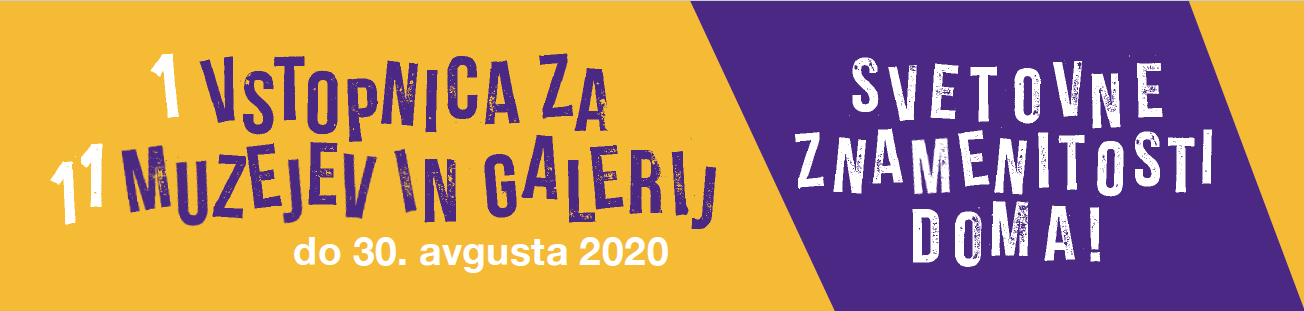 1 VSTOPNICA ZA
11 MUZEJEV IN GALERIJ
do 30. avgusta 2020
SVETOVNE
ZNAMENITOSTI
DOMA!